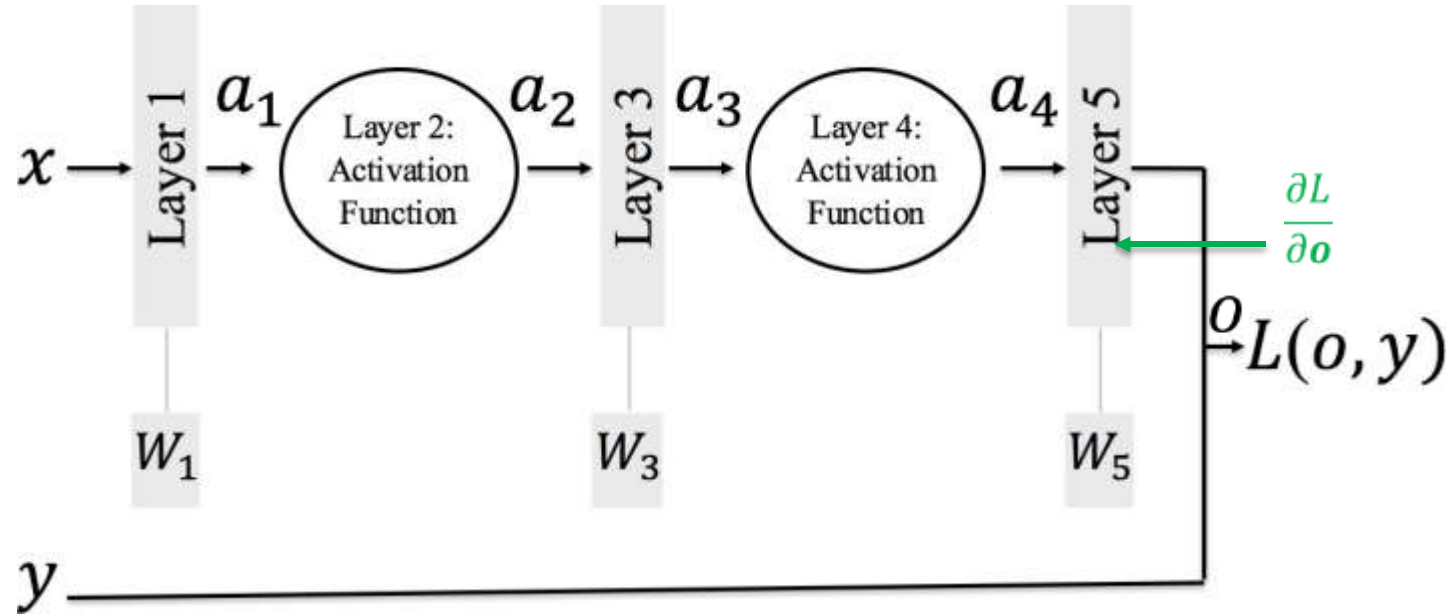 x
Layer 1
a₁
Layer 2:
Activation
Function
a₂
Layer 3
a₃
Layer 4:
Activation
Function
a₄
Layer 5
∂L
∂o
o
L(o, y)
W₁
W₃
W₅
y